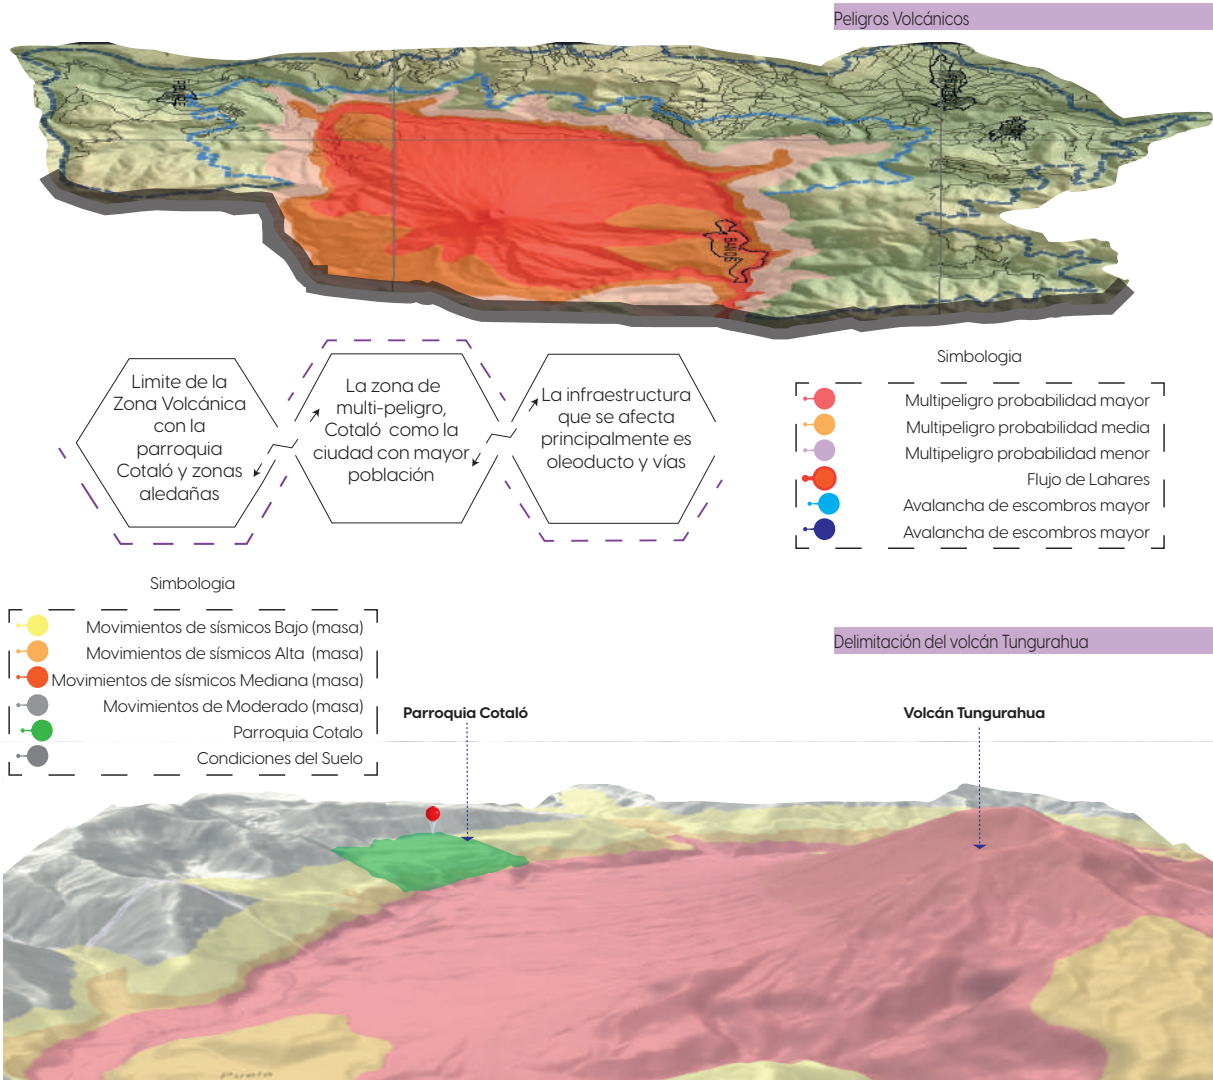 Peligros Volcánicos
BAÑOS
Limite de la
Zona Volcánica
con la
parroquia
Cotaló y zonas
aledañas
La zona de
multi-peligro,
Cotaló como la
ciudad con mayor
población
La infraestructura
que se afecta
principalmente es
oleoducto y vías
Simbologia
Multipeligro probabilidad mayor
Multipeligro probabilidad media
Multipeligro probabilidad menor
Flujo de Lahares
Avalancha de escombros mayor
Avalancha de escombros mayor
Simbologia
Movimientos de sísmicos Bajo (masa)
Movimientos de sísmicos Alta (masa)
Movimientos de sísmicos Mediana (masa)
Movimientos de Moderado (masa)
Parroquia Cotalo
Condiciones del Suelo
Delimitación del volcán Tungurahua
Parroquia Cotaló
Volcán Tungurahua
Puela